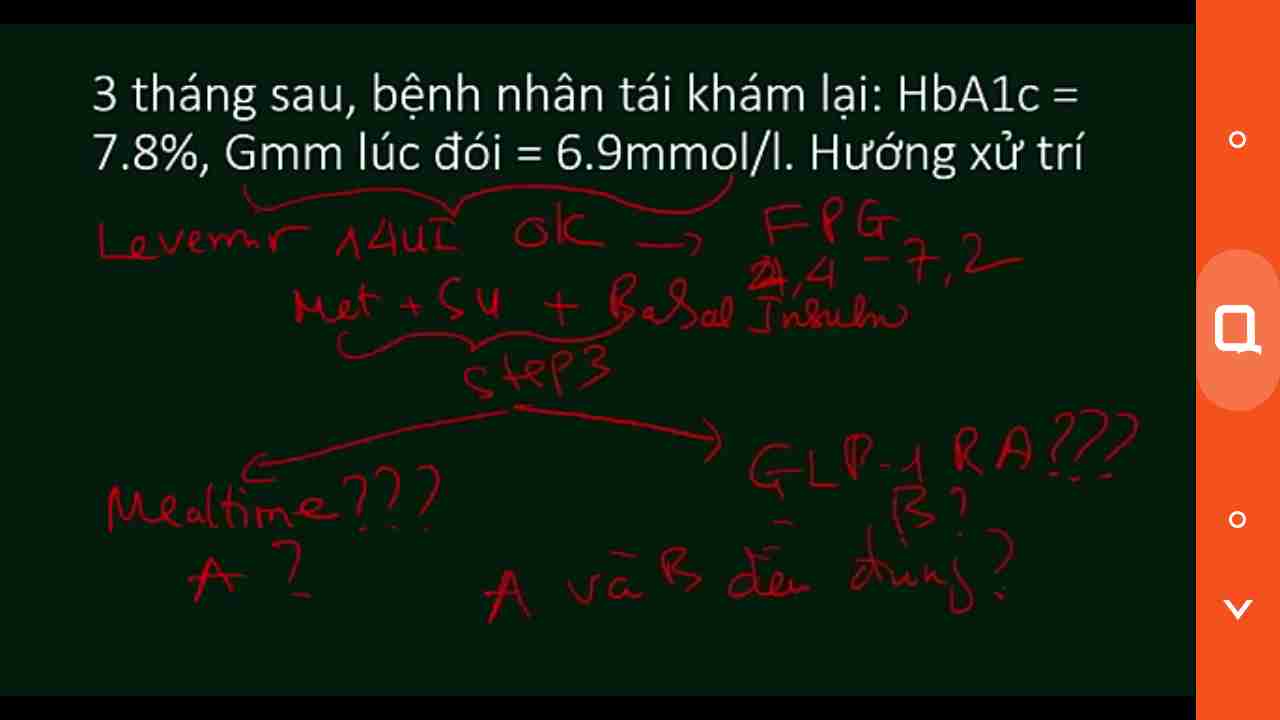 3 tháng sau, bệnh nhân tái khám lại: HbA1c =
7.8%, Gmm lúc đói = 6.9mmol/l. Hướng xử trí
Levemir 14UI OK → FPG
4,4 - 7,2
Met + SU + Basal Insulin
Step3
Mealtime???
GLP-1 RA???
A?
B?
A và B đều đúng?